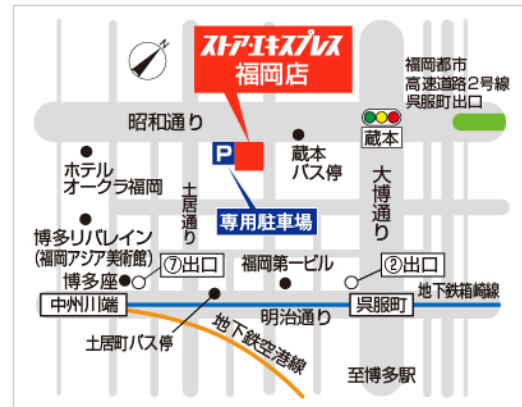 N
ストア・エキスプレス
福岡店
福岡都市
高速道路2号線
呉服町出口
昭和通り
蔵本
P
蔵本
バス停
ホテル
オークラ福岡
土居通り
大博通り
専用駐車場
博多リバレイン
(福岡アジア美術館)
⑦出口
福岡第一ビル
②出口
博多座
地下鉄箱崎線
中州川端
呉服町
明治通り
土居町バス停
地下鉄空港線
至博多駅